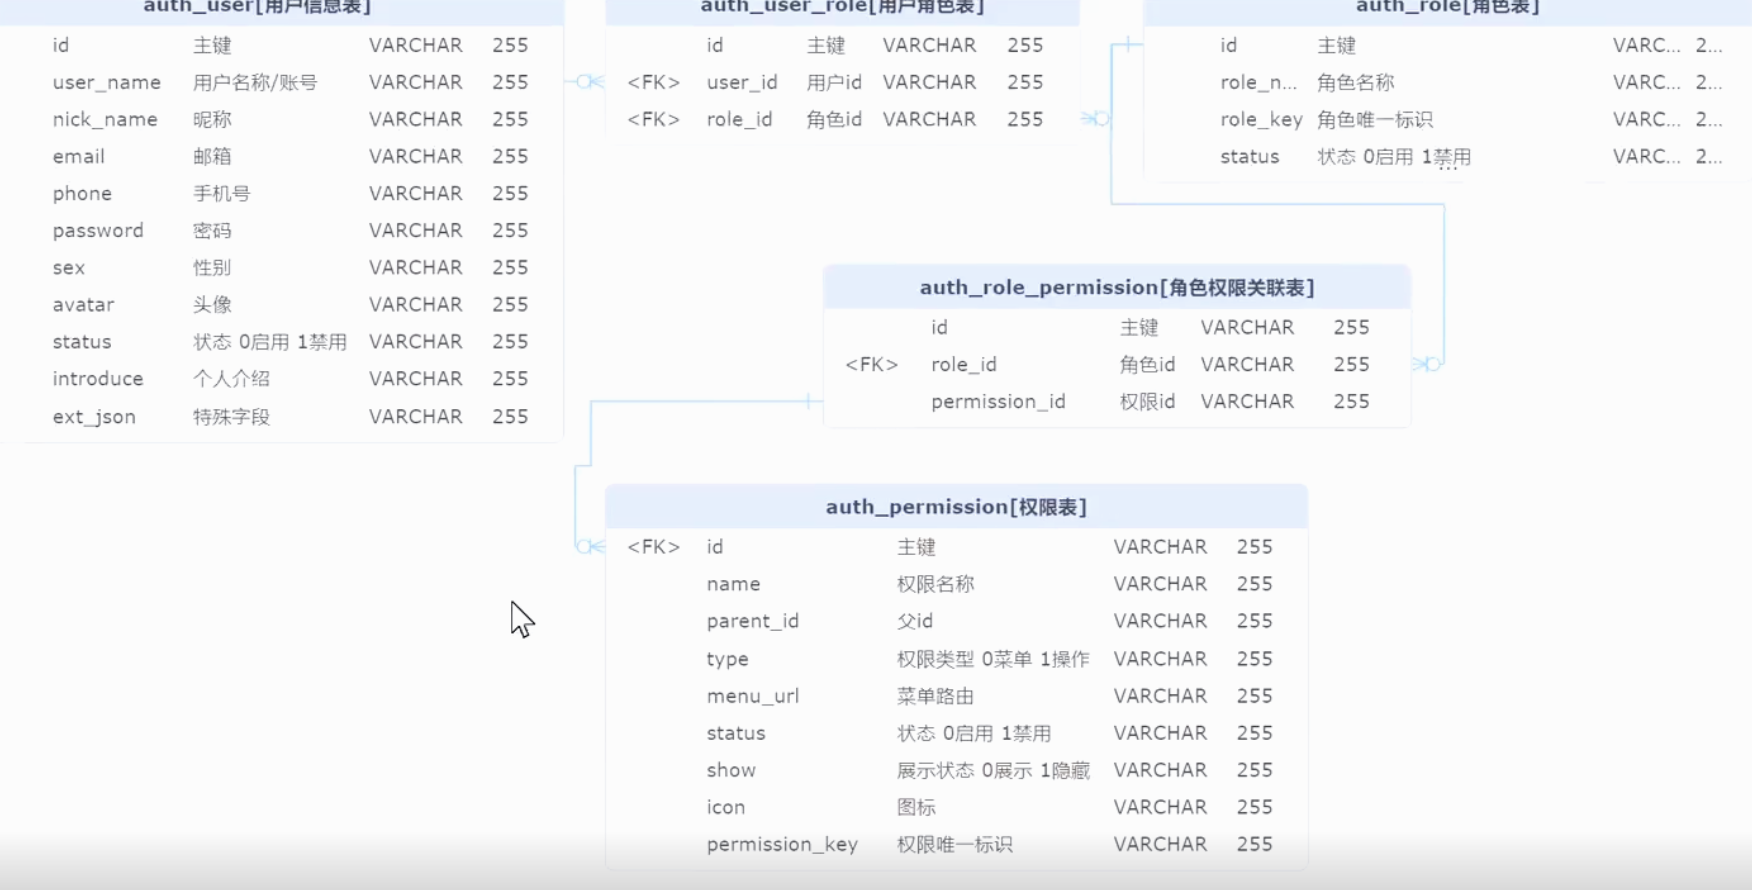 auth_user[用户信息表]
id 主键 VARCHAR 255
user_name 用户名称/账号 VARCHAR 255
nick_name 昵称 VARCHAR 255
email 邮箱 VARCHAR 255
phone 手机号 VARCHAR 255
password 密码 VARCHAR 255
sex 性别 VARCHAR 255
avatar 头像 VARCHAR 255
status 状态 0启用 1禁用 VARCHAR 255
introduce 个人介绍 VARCHAR 255
ext_json 特殊字段 VARCHAR 255
auth_user_role[用户角色表]
id 主键 VARCHAR 255
<FK> user_id 用户id VARCHAR 255
<FK> role_id 角色id VARCHAR 255
auth_role[角色表]
id 主键 VARC... 2...
role_n... 角色名称 VARC... 2...
role_key 角色唯一标识 VARC... 2...
status 状态 0启用 1禁用... VARC... 2...
auth_role_permission[角色权限关联表]
id 主键 VARCHAR 255
<FK> role_id 角色id VARCHAR 255
permission_id 权限id VARCHAR 255
auth_permission[权限表]
<FK> id 主键 VARCHAR 255
name 权限名称 VARCHAR 255
parent_id 父id VARCHAR 255
type 权限类型 0菜单 1操作 VARCHAR 255
menu_url 菜单路由 VARCHAR 255
status 状态 0启用 1禁用 VARCHAR 255
show 展示状态 0展示 1隐藏 VARCHAR 255
icon 图标 VARCHAR 255
permission_key 权限唯一标识 VARCHAR 255